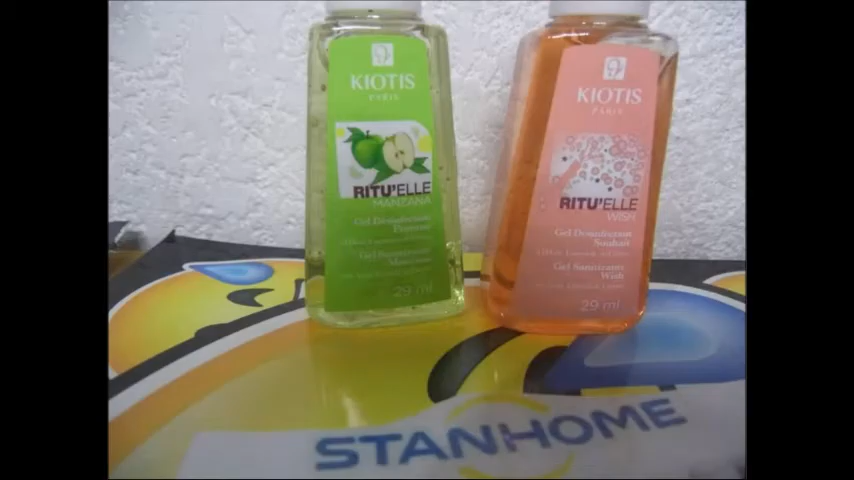 KIOTIS
PARIS
RITU'ELLE
MANZANA
Gel Désinfectant
Pomme
Gel Sanitizante
Manzana
29 ml
KIOTIS
PARIS
RITU'ELLE
WISH
Gel Désinfectant
Souhait
Gel Sanitizante
Wish
29 ml
STANHOME